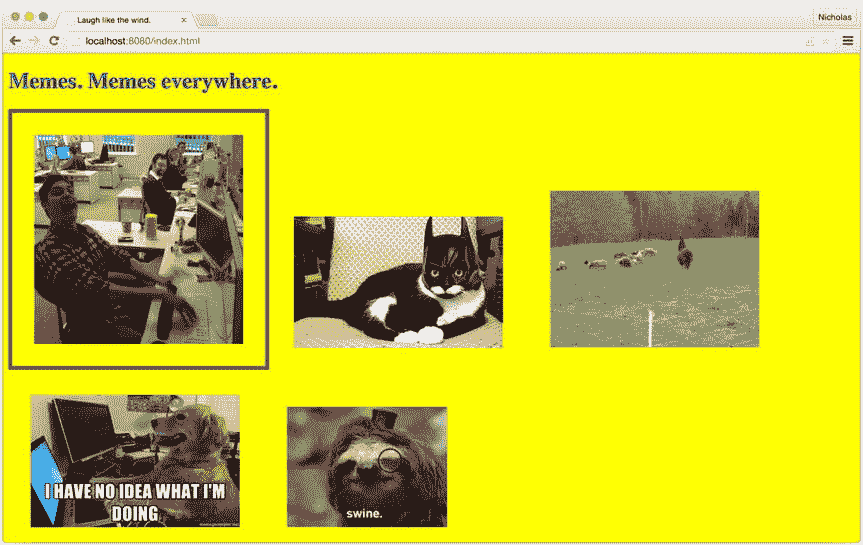 Laugh like the wind.
Nicholas
localhost:8080/index.html
Memes. Memes everywhere.
I HAVE NO IDEA WHAT I'M
DOING
swine.